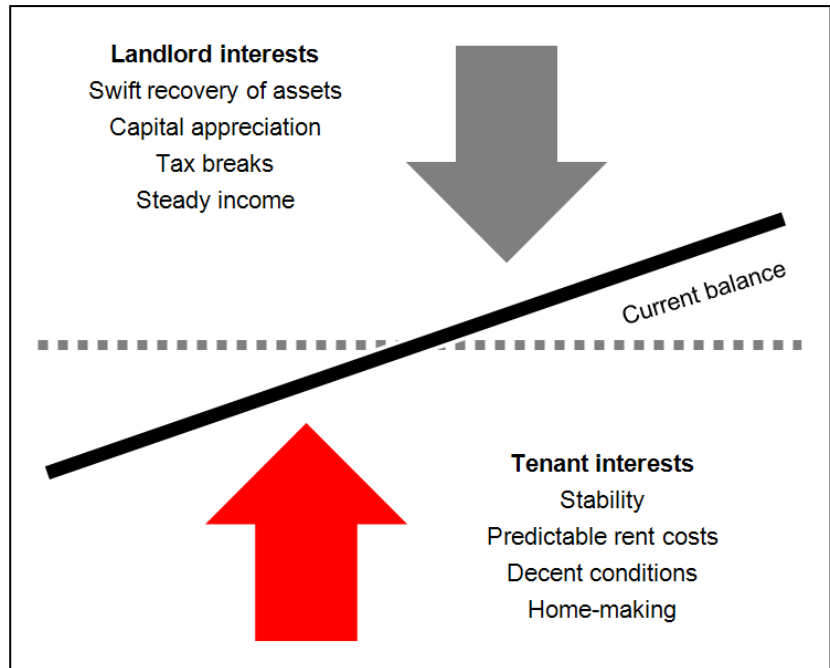 Landlord interests
Swift recovery of assets
Capital appreciation
Tax breaks
Steady income
Current balance
Tenant interests
Stability
Predictable rent costs
Decent conditions
Home-making